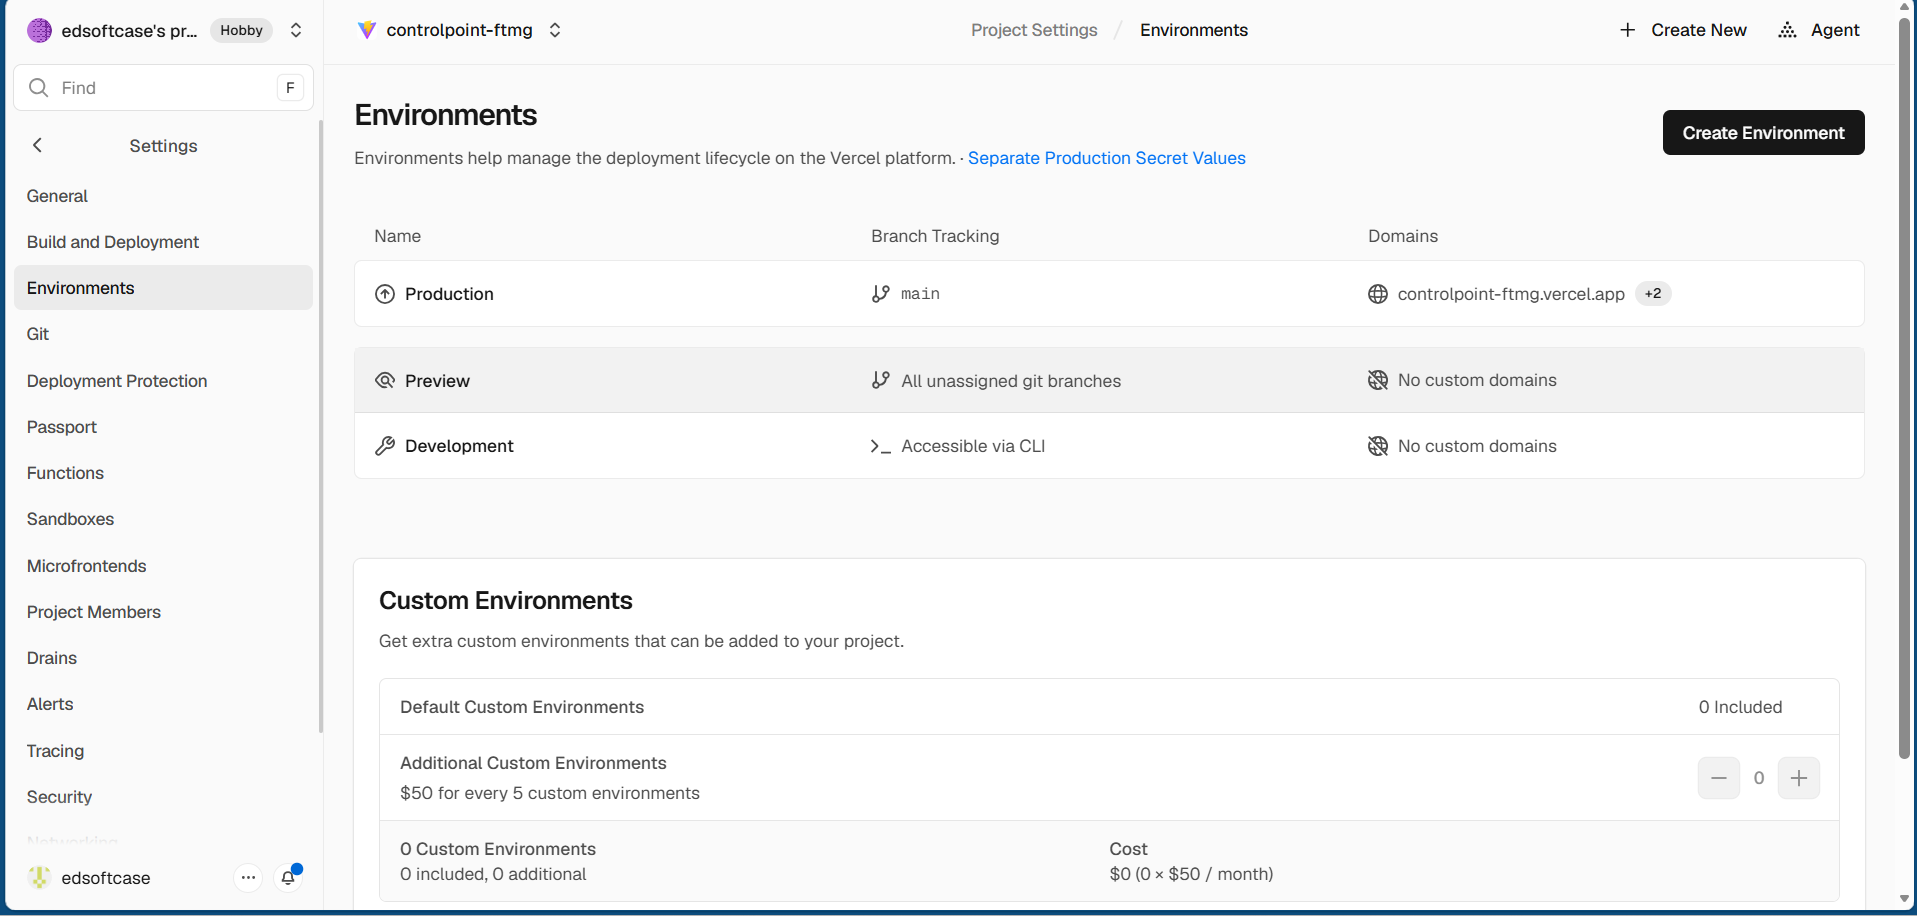 edsoftcase's pr... Hobby
controlpoint-ftmg
Project Settings / Environments
Create New
Agent
Find F
Settings
General
Build and Deployment
Environments
Git
Deployment Protection
Passport
Functions
Sandboxes
Microfrontends
Project Members
Drains
Alerts
Tracing
Security
Networking
edsoftcase
Environments
Environments help manage the deployment lifecycle on the Vercel platform. · Separate Production Secret Values
Create Environment
Name Branch Tracking Domains
Production main controlpoint-ftmg.vercel.app +2
Preview All unassigned git branches No custom domains
Development Accessible via CLI No custom domains
Custom Environments
Get extra custom environments that can be added to your project.
Default Custom Environments 0 Included
Additional Custom Environments
$50 for every 5 custom environments
0
0 Custom Environments Cost
0 included, 0 additional $0 (0 × $50 / month)